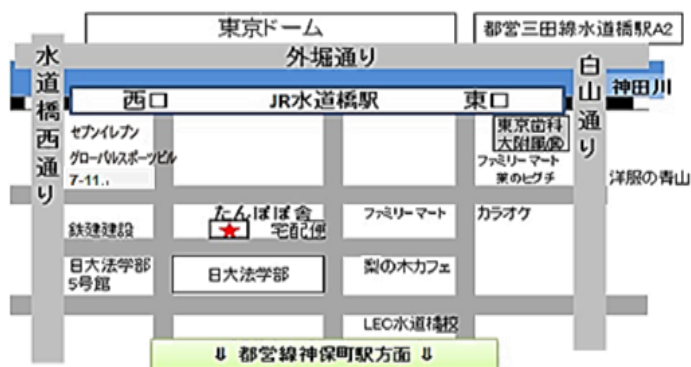 東京ドーム
都営三田線水道橋駅A2
外堀通り
水道橋西通り
白山通り
神田川
西口
JR水道橋駅
東口
セブンイレブン
グローバルスポーツビル
7-11.
東京歯科
大附属
ファミリーマート
薬のヒグチ
洋服の青山
鉄建建設
たんぽぽ舎
宅配便
ファミリーマート
カラオケ
日大法学部
5号館
日大法学部
梨の木カフェ
LEC水道橋校
⇓ 都営線神保町駅方面 ⇓